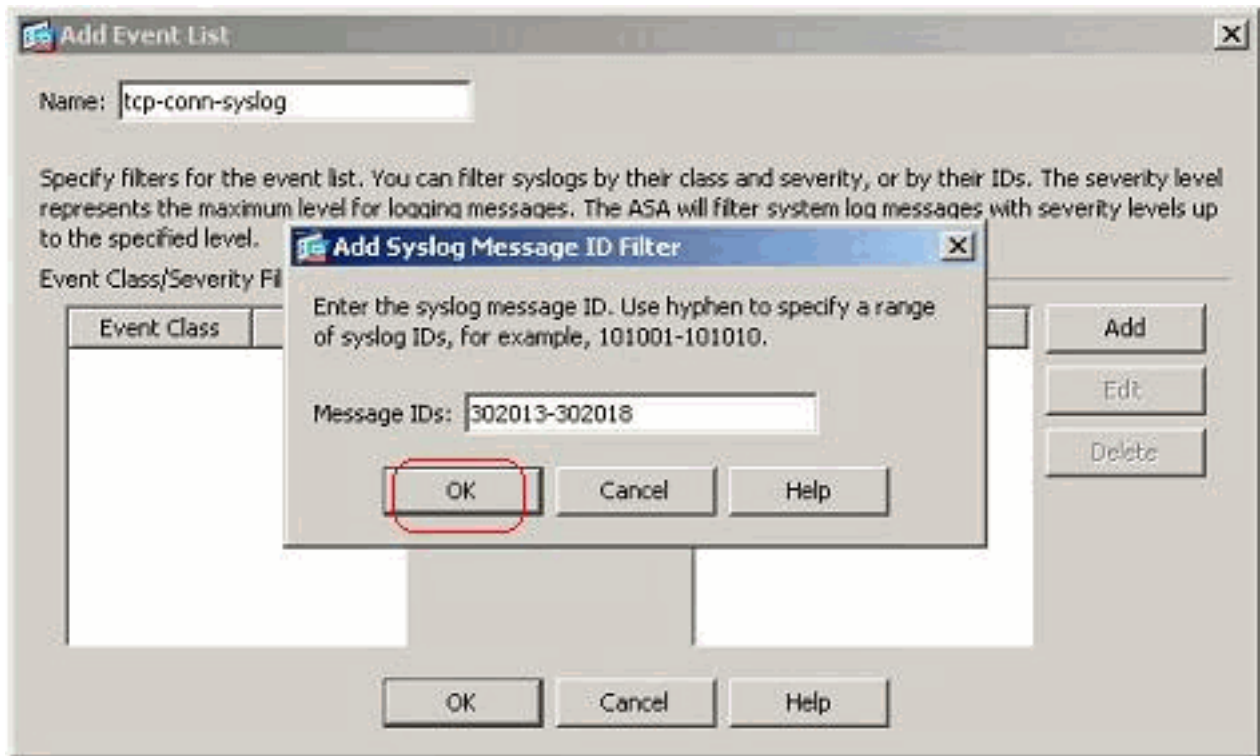 Add Event List
Name: tcp-conn-syslog
Specify filters for the event list. You can filter syslogs by their class and severity, or by their IDs. The severity level
represents the maximum level for logging messages. The ASA will filter system log messages with severity levels up
to the specified level.
Event Class/Severity Fil
Event Class
Add
Edit
Delete
Add Syslog Message ID Filter
Enter the syslog message ID. Use hyphen to specify a range
of syslog IDs, for example, 101001-101010.
Message IDs: 302013-302018
OK Cancel Help
OK Cancel Help